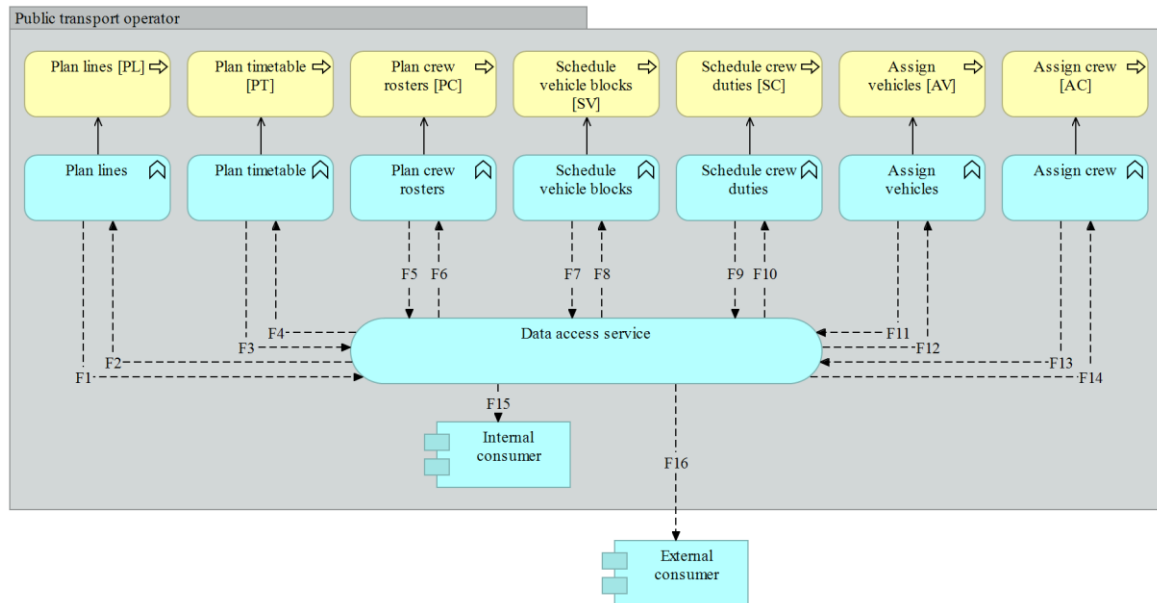 Public transport operator
Plan lines [PL]
Plan timetable
[PT]
Plan crew
rosters [PC]
Schedule
vehicle blocks
[SV]
Schedule crew
duties [SC]
Assign
vehicles [AV]
Assign crew
[AC]
Plan lines
Plan timetable
Plan crew
rosters
Schedule
vehicle blocks
Schedule crew
duties
Assign
vehicles
Assign crew
F5
F6
F7
F8
F9
F10
F4
F3
F2
F1
Data access service
F11
F12
F13
F14
F15
Internal
consumer
F16
External
consumer